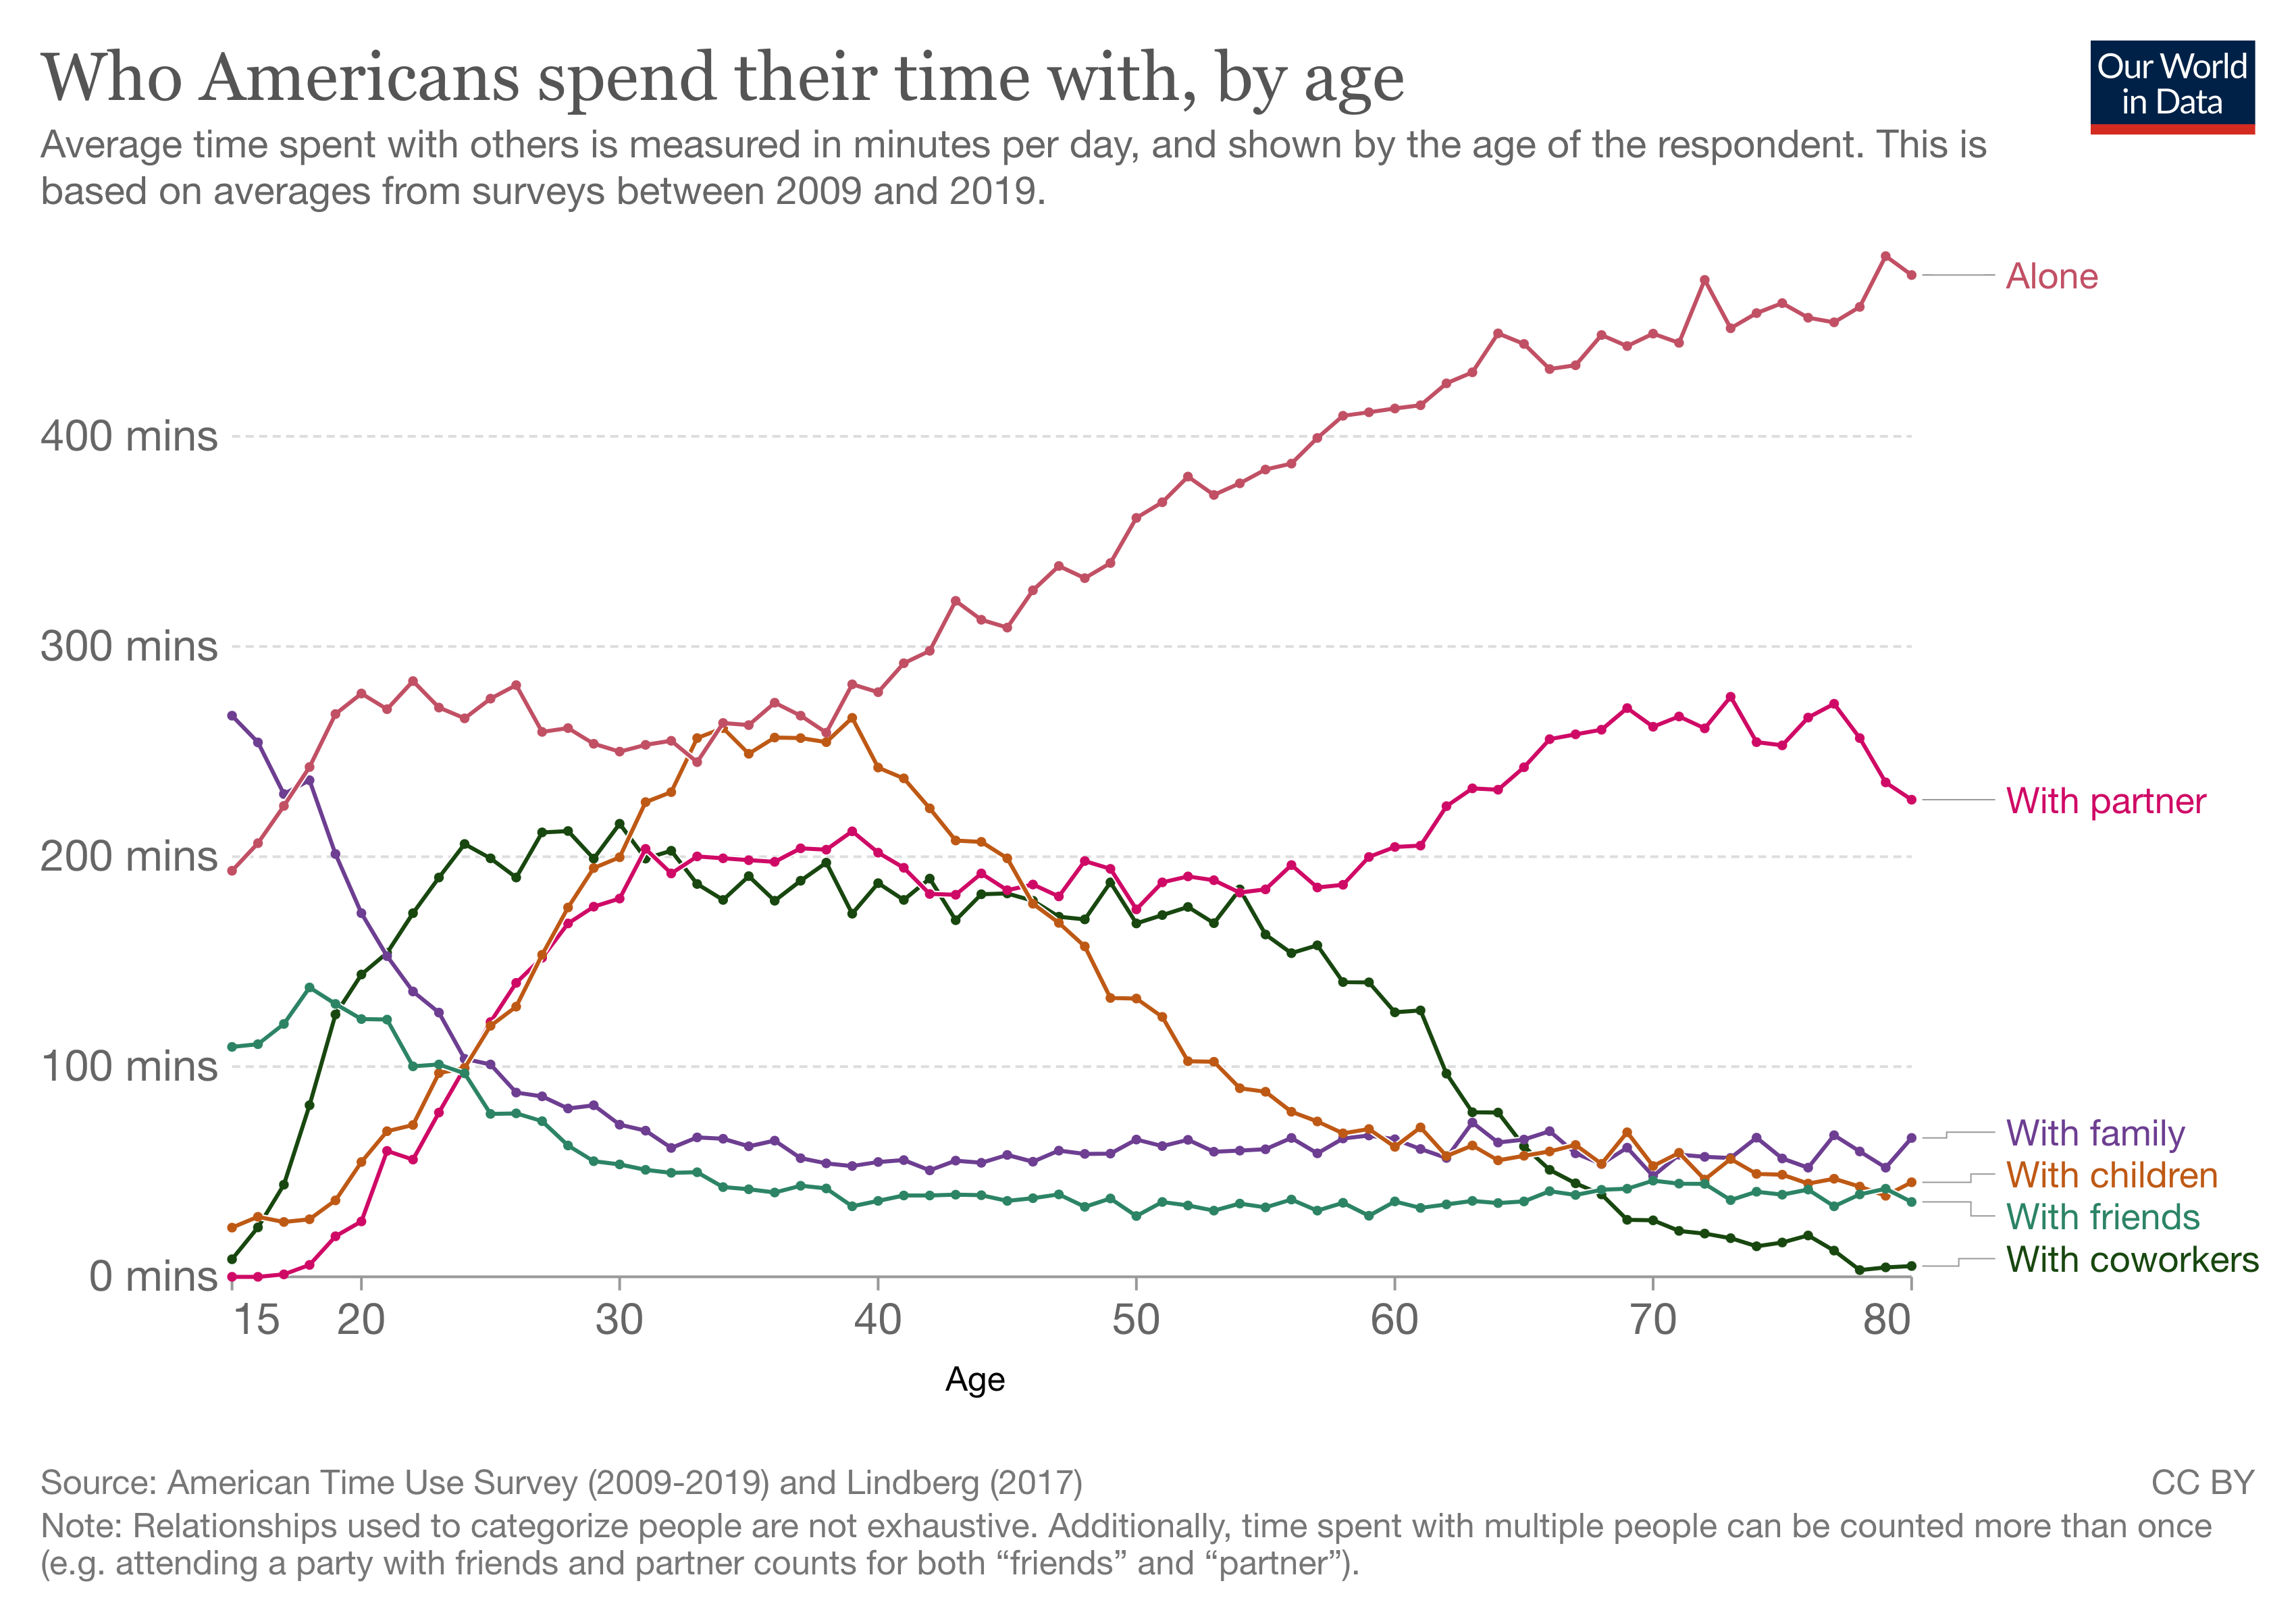 Who Americans spend their time with, by age
Our World
in Data
Average time spent with others is measured in minutes per day, and shown by the age of the respondent. This is
based on averages from surveys between 2009 and 2019.
Alone
400 mins
300 mins
With partner
200 mins
100 mins
With family
With children
With friends
With coworkers
0 mins
15 20 30 40 50 60 70 80
Age
Source: American Time Use Survey (2009-2019) and Lindberg (2017)
CC BY
Note: Relationships used to categorize people are not exhaustive. Additionally, time spent with multiple people can be counted more than once
(e.g. attending a party with friends and partner counts for both “friends” and “partner”).